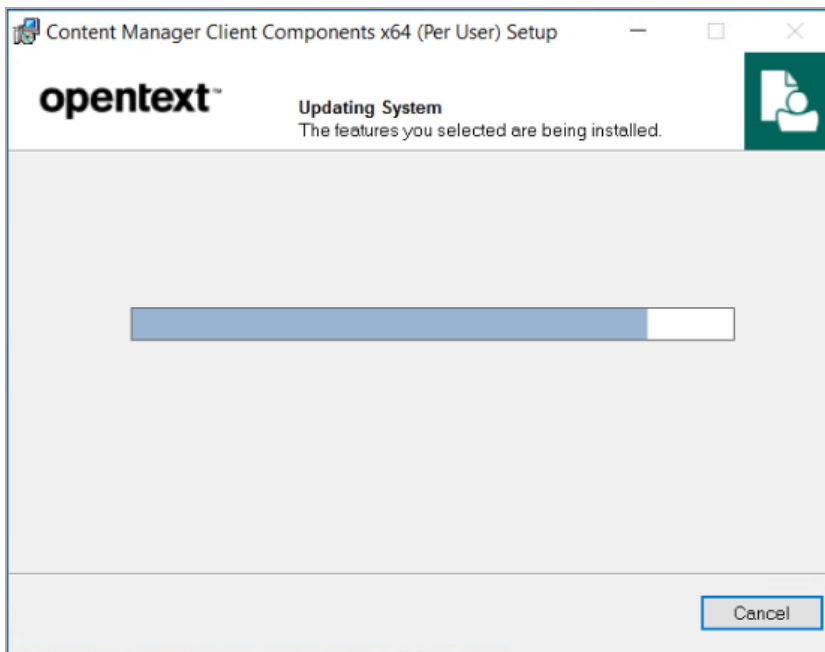 Content Manager Client Components x64 (Per User) Setup
opentext™
Updating System
The features you selected are being installed.
Cancel